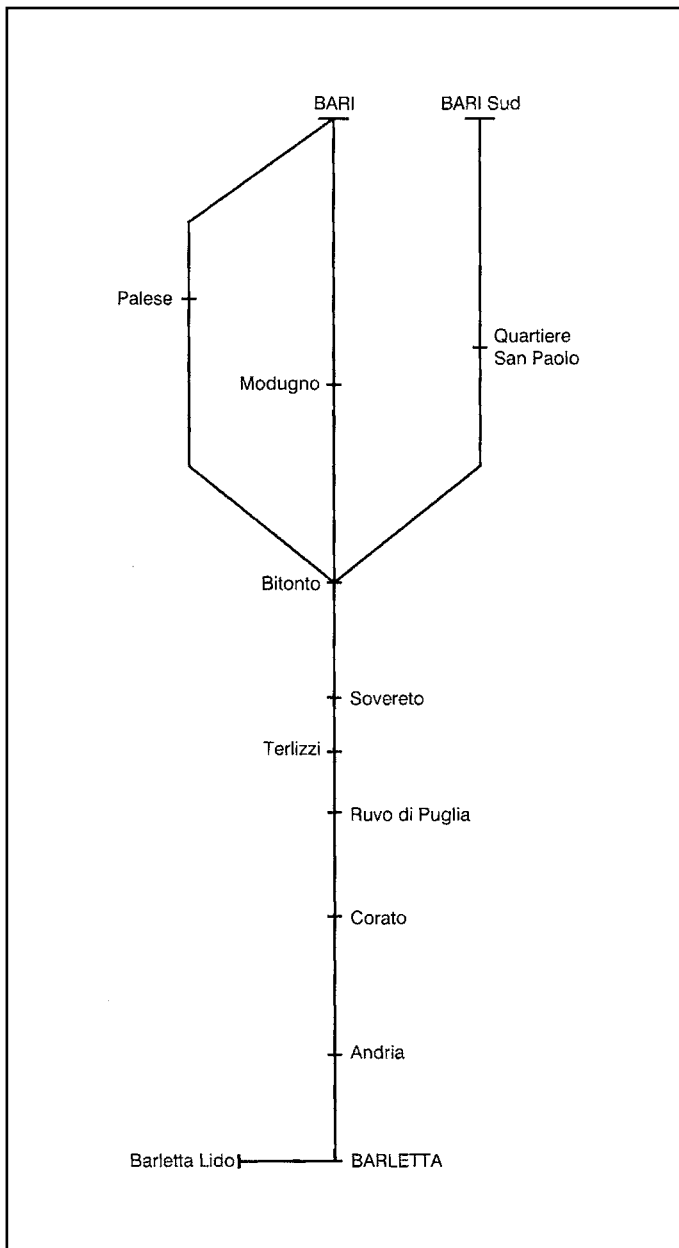 BARI
BARI Sud
Palese
Quartiere
San Paolo
Modugno
Bitonto
Sovereto
Terlizzi
Ruvo di Puglia
Corato
Andria
Barletta Lido
BARLETTA